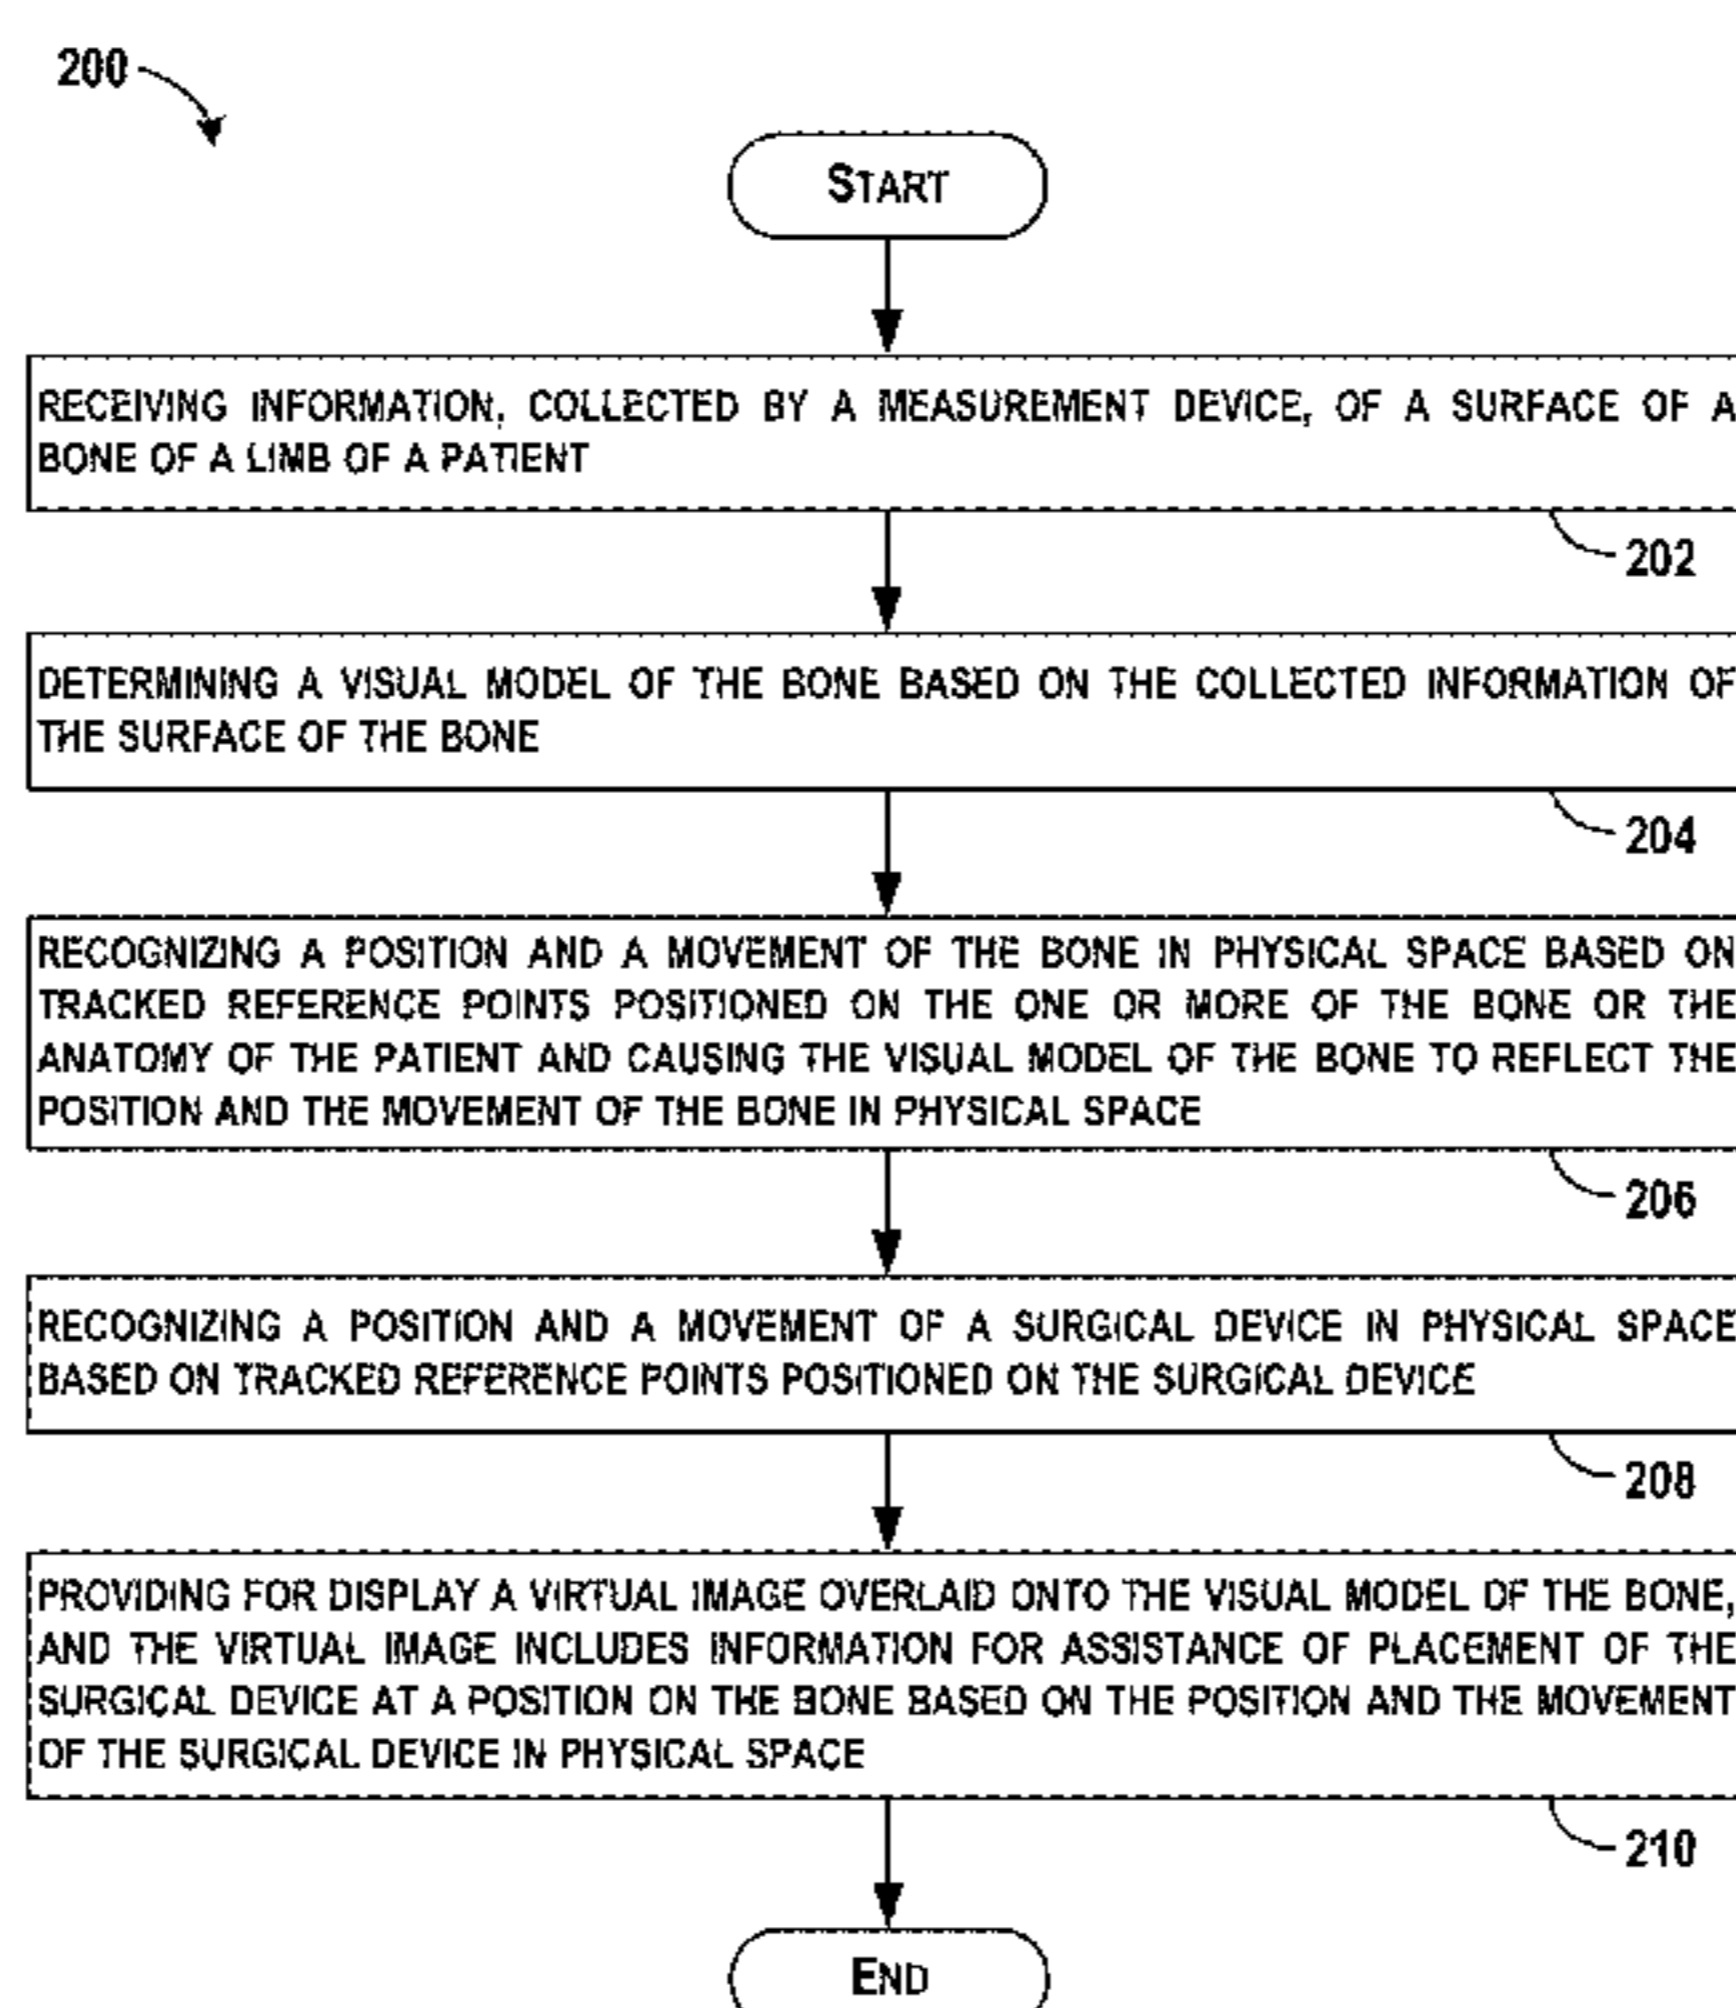 200
START
RECEIVING INFORMATION, COLLECTED BY A MEASUREMENT DEVICE, OF A SURFACE OF A
BONE OF A LIMB OF A PATIENT
202
DETERMINING A VISUAL MODEL OF THE BONE BASED ON THE COLLECTED INFORMATION OF
THE SURFACE OF THE BONE
204
RECOGNIZING A POSITION AND A MOVEMENT OF THE BONE IN PHYSICAL SPACE BASED ON
TRACKED REFERENCE POINTS POSITIONED ON THE ONE OR MORE OF THE BONE OR THE
ANATOMY OF THE PATIENT AND CAUSING THE VISUAL MODEL OF THE BONE TO REFLECT THE
POSITION AND THE MOVEMENT OF THE BONE IN PHYSICAL SPACE
206
RECOGNIZING A POSITION AND A MOVEMENT OF A SURGICAL DEVICE IN PHYSICAL SPACE
BASED ON TRACKED REFERENCE POINTS POSITIONED ON THE SURGICAL DEVICE
208
PROVIDING FOR DISPLAY A VIRTUAL IMAGE OVERLAID ONTO THE VISUAL MODEL OF THE BONE,
AND THE VIRTUAL IMAGE INCLUDES INFORMATION FOR ASSISTANCE OF PLACEMENT OF THE
SURGICAL DEVICE AT A POSITION ON THE BONE BASED ON THE POSITION AND THE MOVEMENT
OF THE SURGICAL DEVICE IN PHYSICAL SPACE
210
END